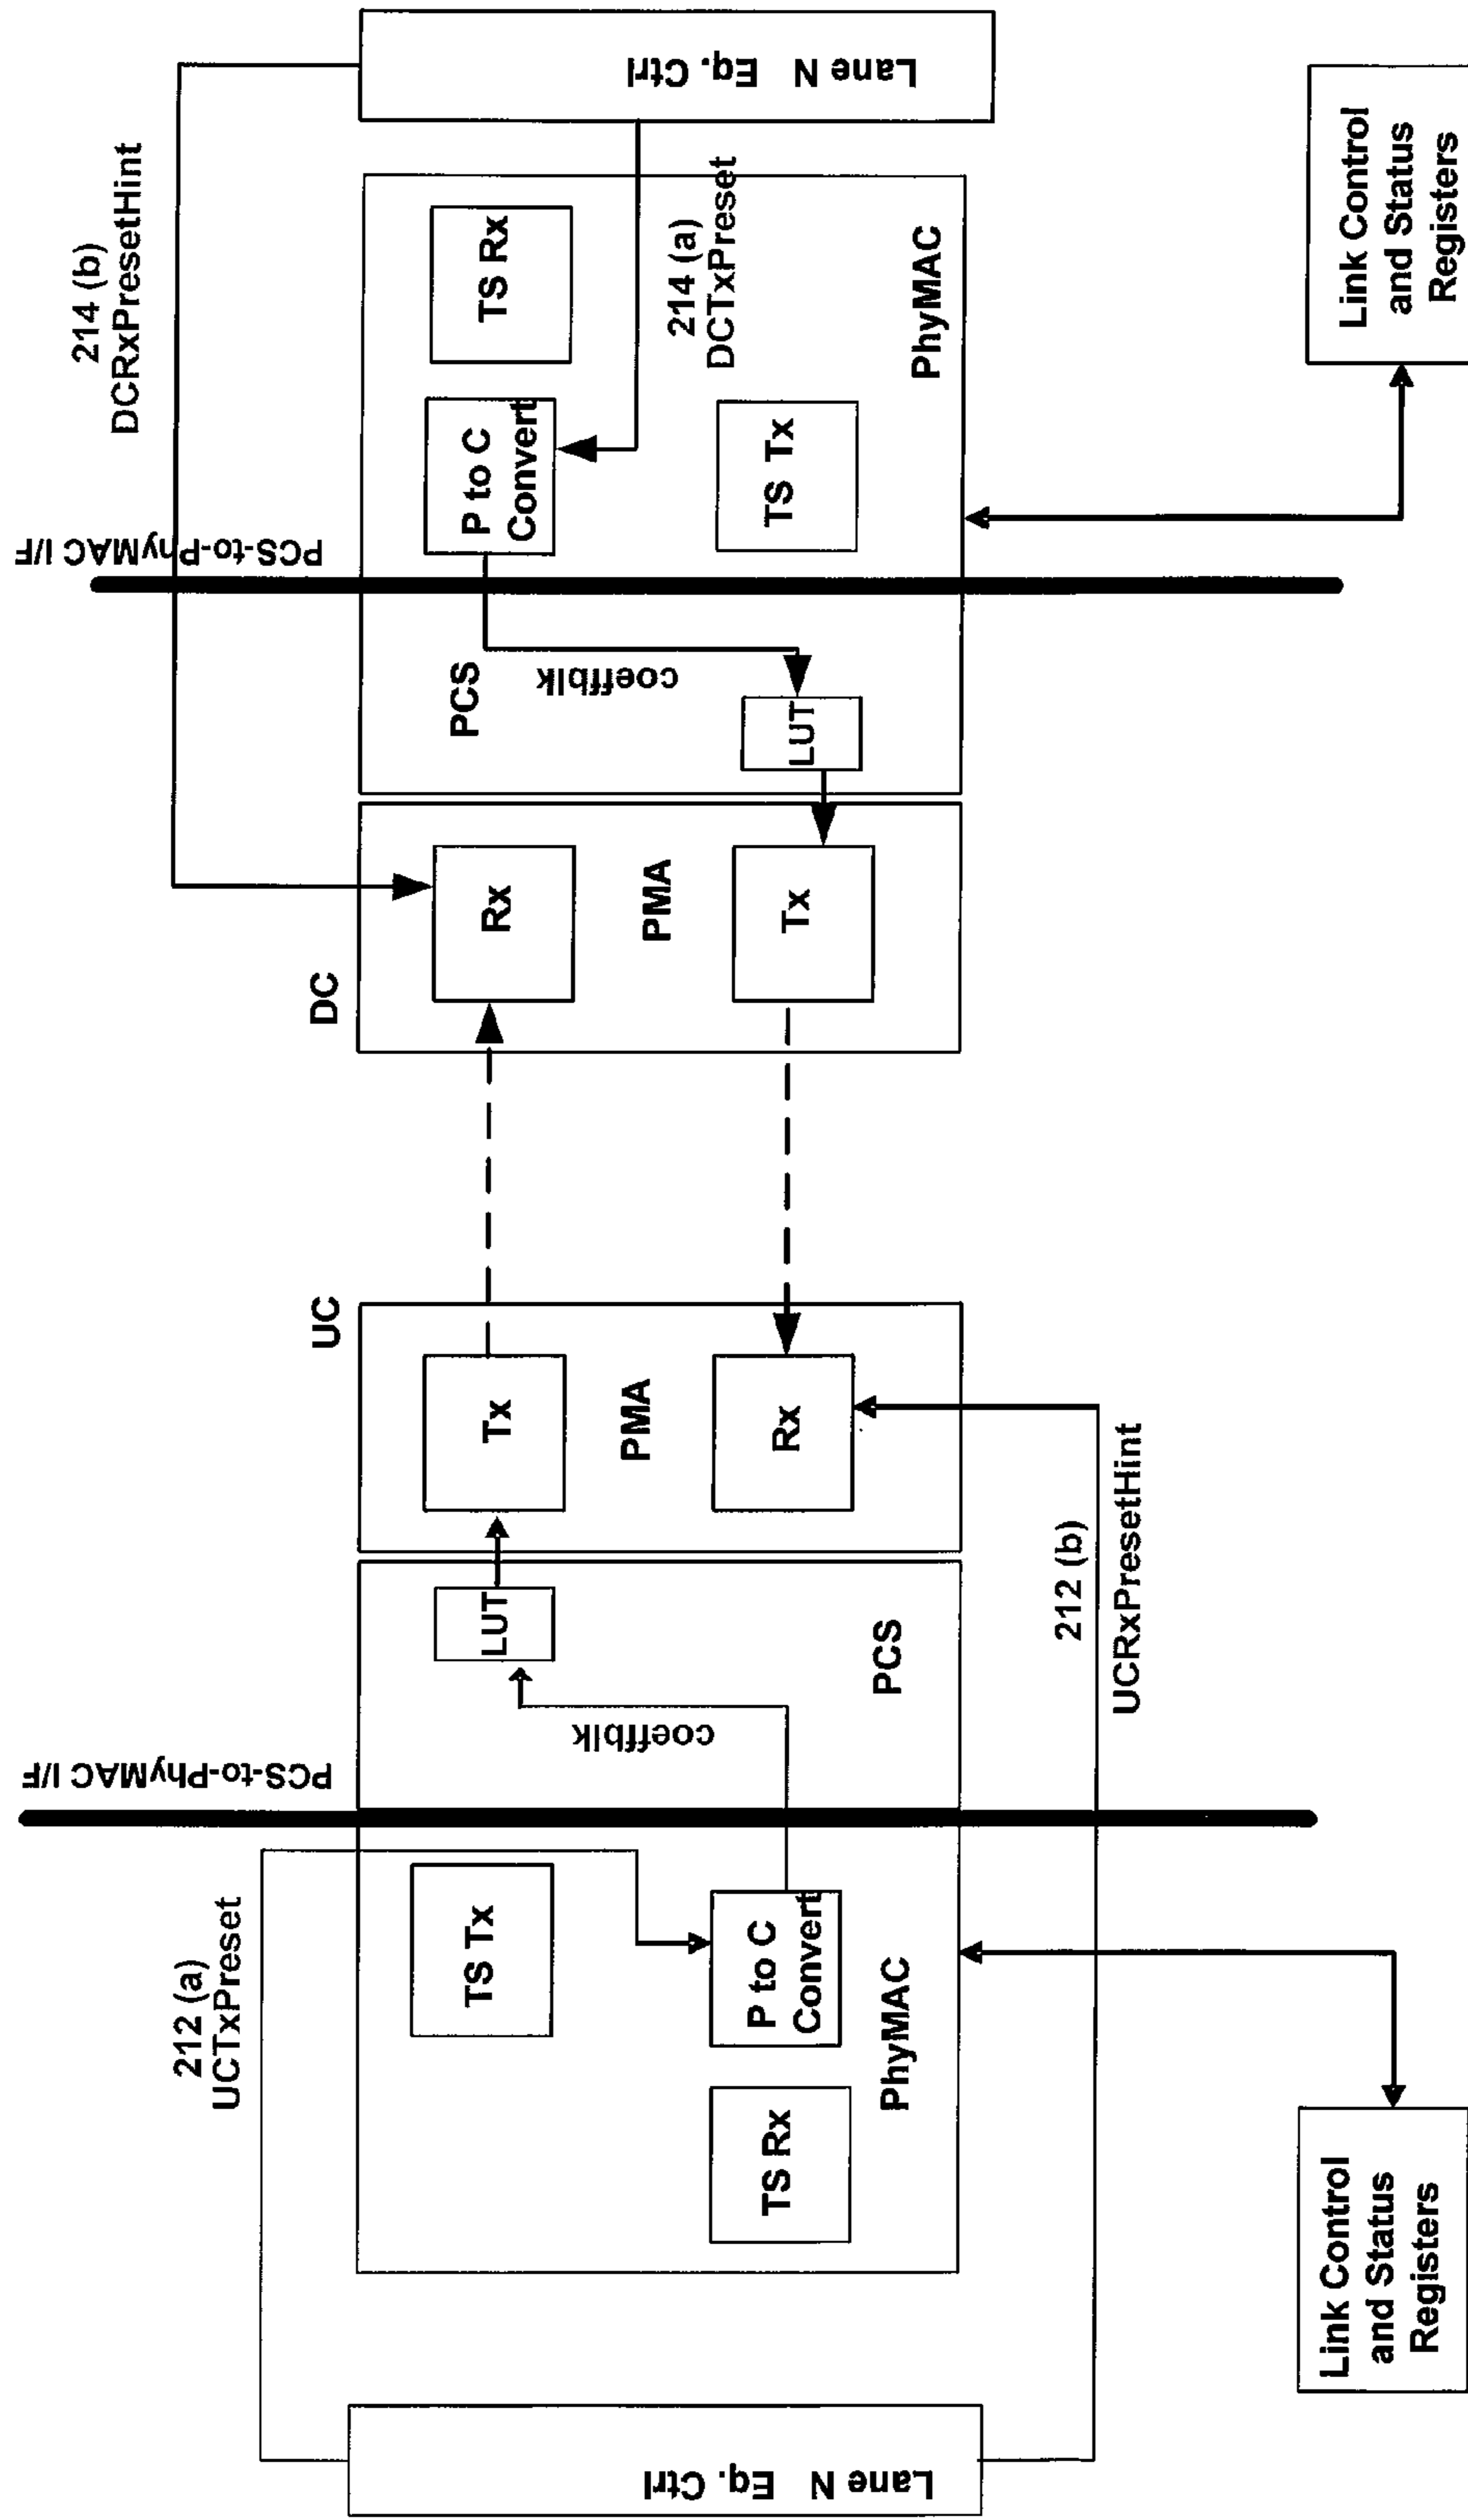 Lane N Eq. Ctrl
212 (a)
UCTxPreset
TS Tx
P to C
Convert
TS Rx
PhyMAC
Link Control
and Status
Registers
PCS-to-PhyMAC I/F
coeffblk
LUT
PCS
212 (b)
UCRxPresetHint
UC
Tx
PMA
Rx
DC
Rx
PMA
Tx
PCS
coeffblk
LUT
PCS-to-PhyMAC I/F
214 (b)
DCRxPresetHint
P to C
Convert
TS Rx
TS Tx
214 (a)
DCTxPreset
PhyMAC
Lane N Eq. Ctrl
Link Control
and Status
Registers